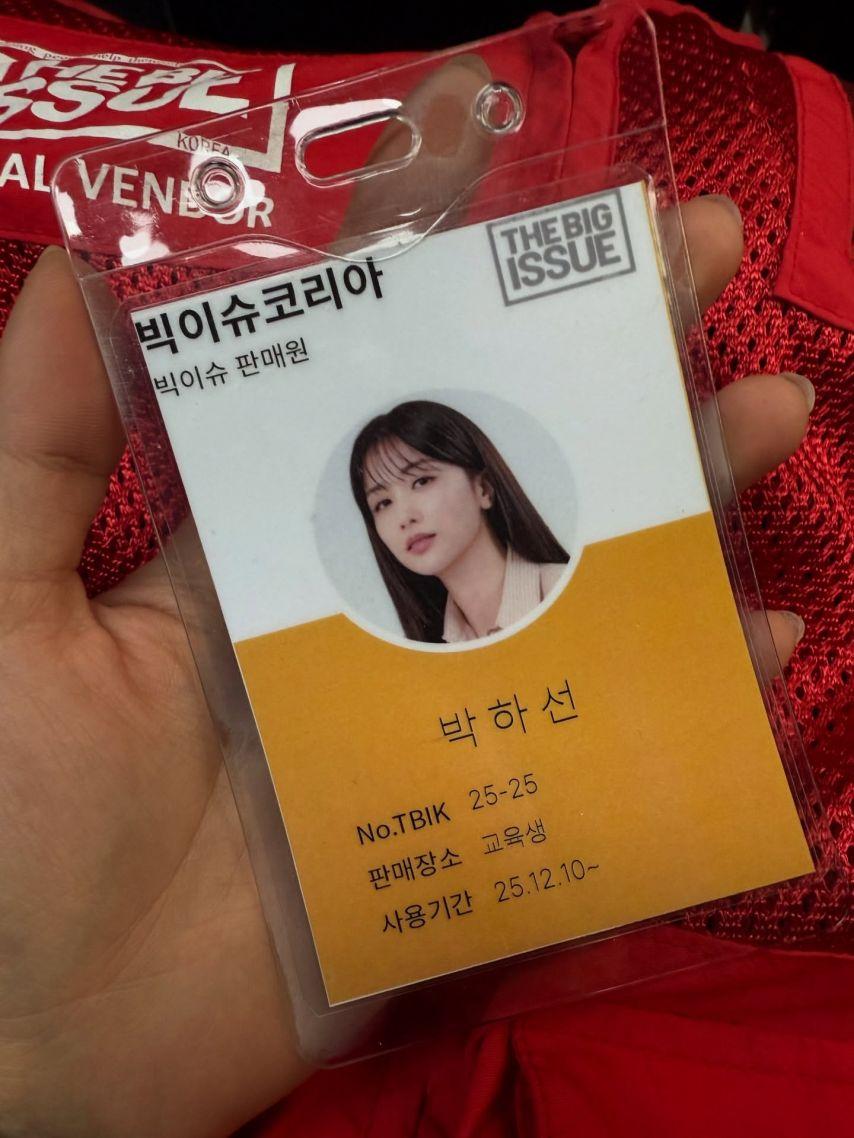 THE BIG
ISSUE
KOREA
AL VENDOR
THE BIG
ISSUE
빅이슈코리아
빅이슈 판매원
박하선
No.TBIK 25-25
판매장소 교육생
사용기간 25.12.10~